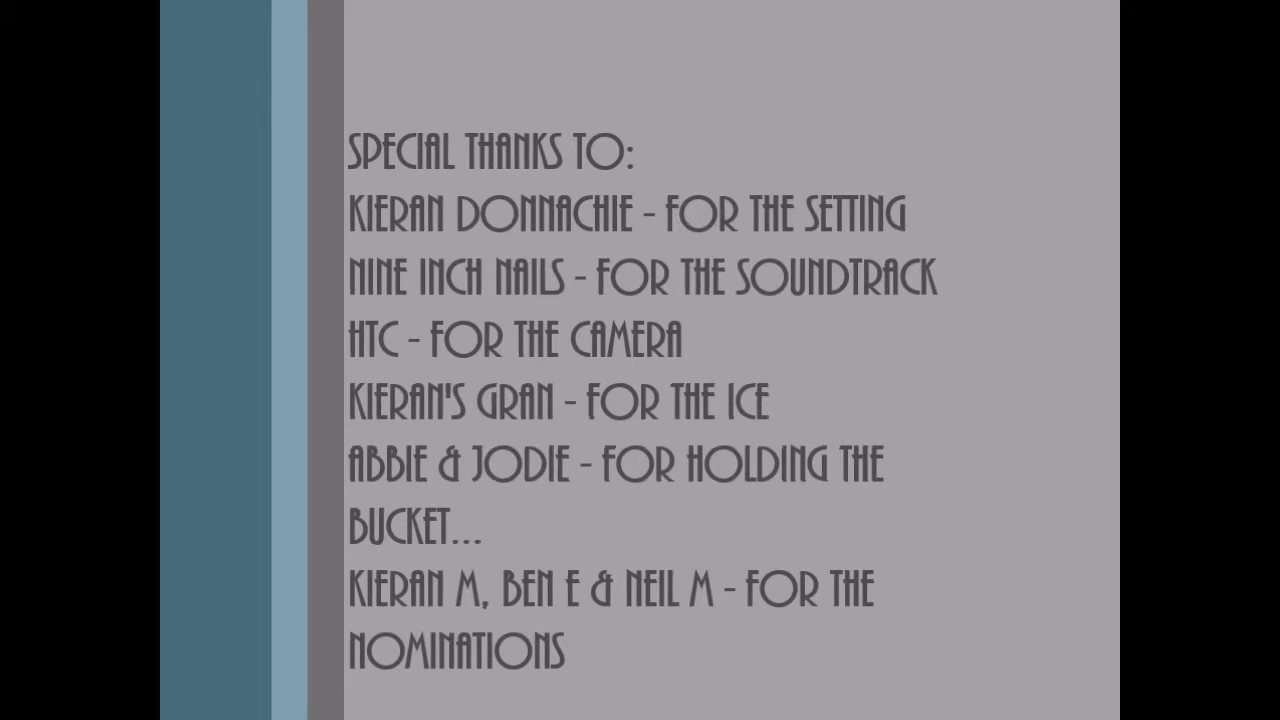 SPECIAL THANKS TO:
KIERAN DONNACHIE - FOR THE SETTING
NINE INCH NAILS - FOR THE SOUNDTRACK
HTC - FOR THE CAMERA
KIERAN'S GRAN - FOR THE ICE
ABBIE & JODIE - FOR HOLDING THE
BUCKET...
KIERAN M, BEN E & NEIL M - FOR THE
NOMINATIONS